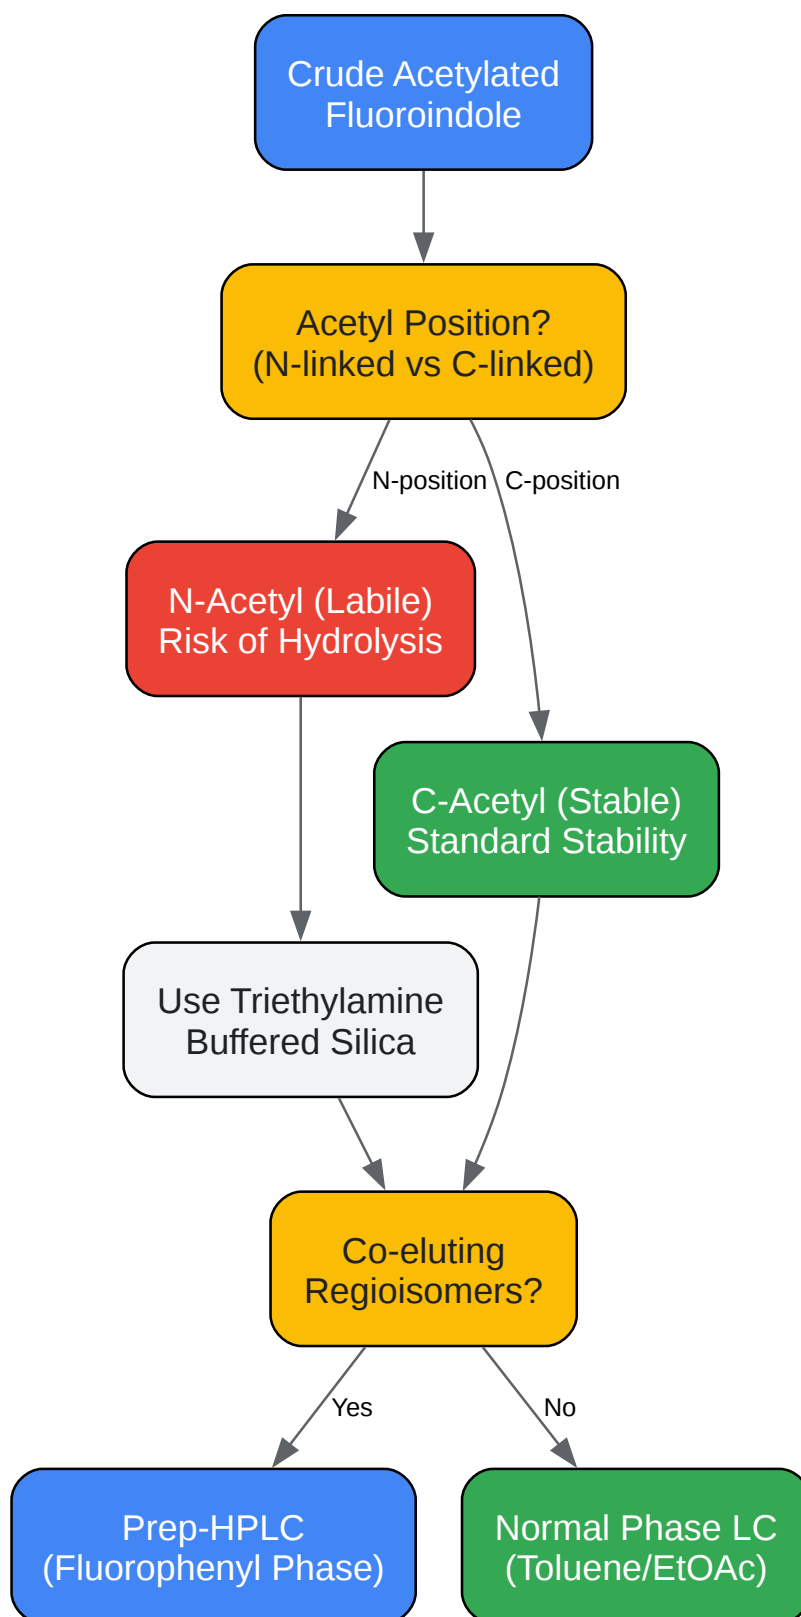 Crude Acetylated
Fluoroindole
Acetyl Position?
(N-linked vs C-linked)
N-position
C-position
N-Acetyl (Labile)
Risk of Hydrolysis
C-Acetyl (Stable)
Standard Stability
Use Triethylamine
Buffered Silica
Co-eluting
Regioisomers?
Yes
No
Prep-HPLC
(Fluorophenyl Phase)
Normal Phase LC
(Toluene/EtOAc)